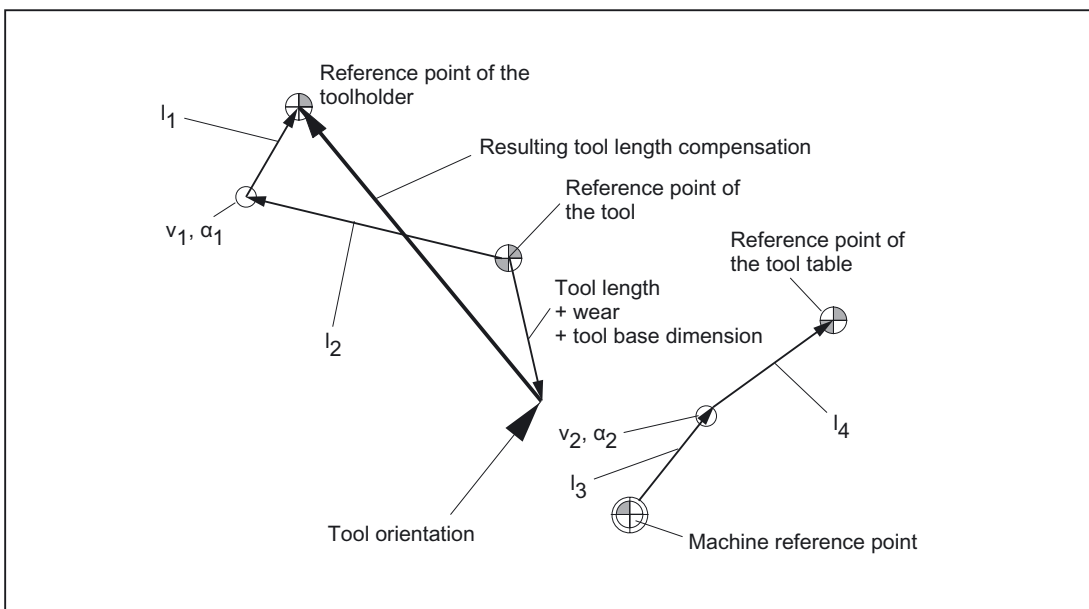 Reference point of the
toolholder
l1
Resulting tool length compensation
Reference point of
the tool
v1, α1
Reference point of
the tool table
Tool length
+ wear
+ tool base dimension
l2
v2, α2
l4
l3
Tool orientation
Machine reference point